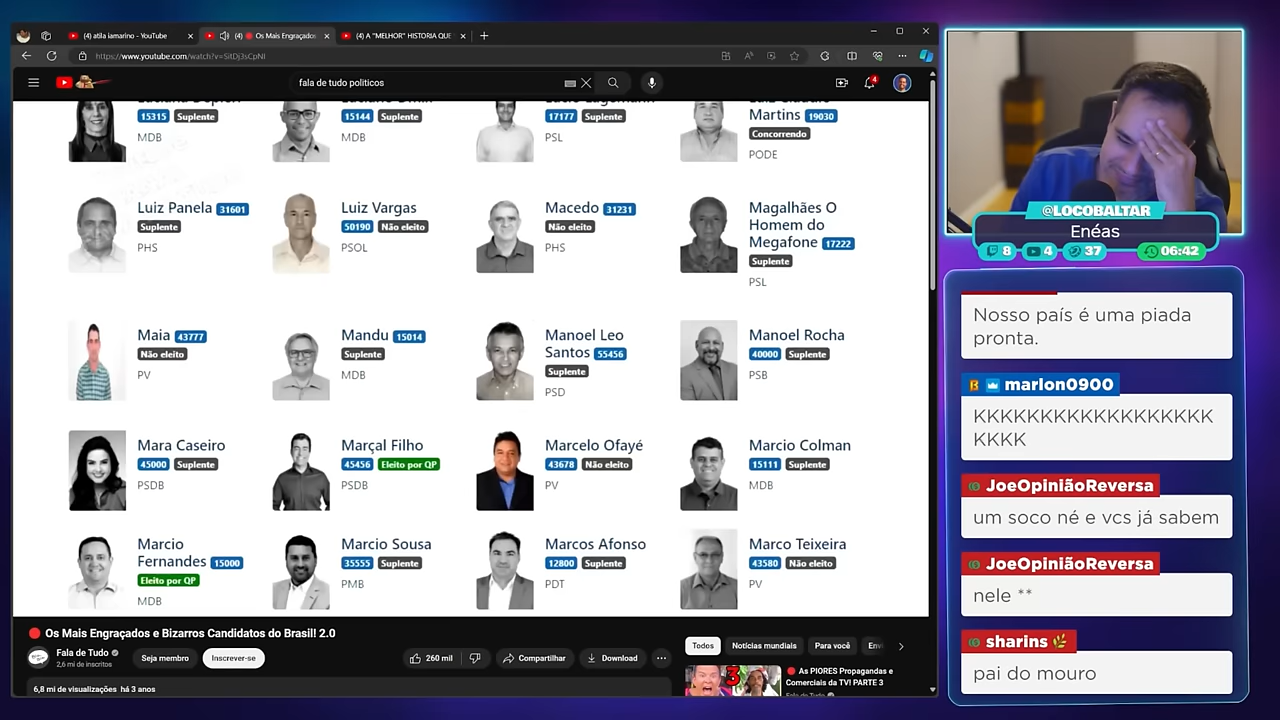 (4) atila iamarino - YouTube
(4) 🔴 Os Mais Engraçados
(4) A "MELHOR" HISTORIA QUE
https://www.youtube.com/watch?v=SitDj3sCpNI
fala de tudo politicos
4
15315 Suplente
MDB
15144 Suplente
MDB
17177 Suplente
PSL
Martins 19030
Concorrendo
PODE
Luiz Panela 31601
Suplente
PHS
Luiz Vargas
50190 Não eleito
PSOL
Macedo 31231
Não eleito
PHS
Magalhães O
Homem do
Megafone 17222
Suplente
PSL
Maia 43777
Não eleito
PV
Mandu 15014
Suplente
MDB
Manoel Leo
Santos 55456
Suplente
PSD
Manoel Rocha
40000 Suplente
PSB
Mara Caseiro
45000 Suplente
PSDB
Marçal Filho
45456 Eleito por QP
PSDB
Marcelo Ofayé
43678 Não eleito
PV
Marcio Colman
15111 Suplente
MDB
Marcio
Fernandes 15000
Eleito por QP
MDB
Marcio Sousa
35555 Suplente
PMB
Marcos Afonso
12800 Suplente
PDT
Marco Teixeira
43580 Não eleito
PV
🔴 Os Mais Engraçados e Bizarros Candidatos do Brasil! 2.0
Fala de Tudo
2,6 mi de inscritos
Seja membro
Inscrever-se
260 mil
Compartilhar
Download
6,8 mi de visualizações há 3 anos
Todos
Notícias mundiais
Para você
🔴 As PIORES Propagandas e
Comerciais da TV! PARTE 3
3
@LOCOBALTAR
Enéas
8
4
37
06:42
Nosso país é uma piada
pronta.
marlon0900
KKKKKKKKKKKKKKKKKK
KKKK
JoeOpiniãoReversa
um soco né e vcs já sabem
JoeOpiniãoReversa
nele **
sharins 🌿
pai do mouro